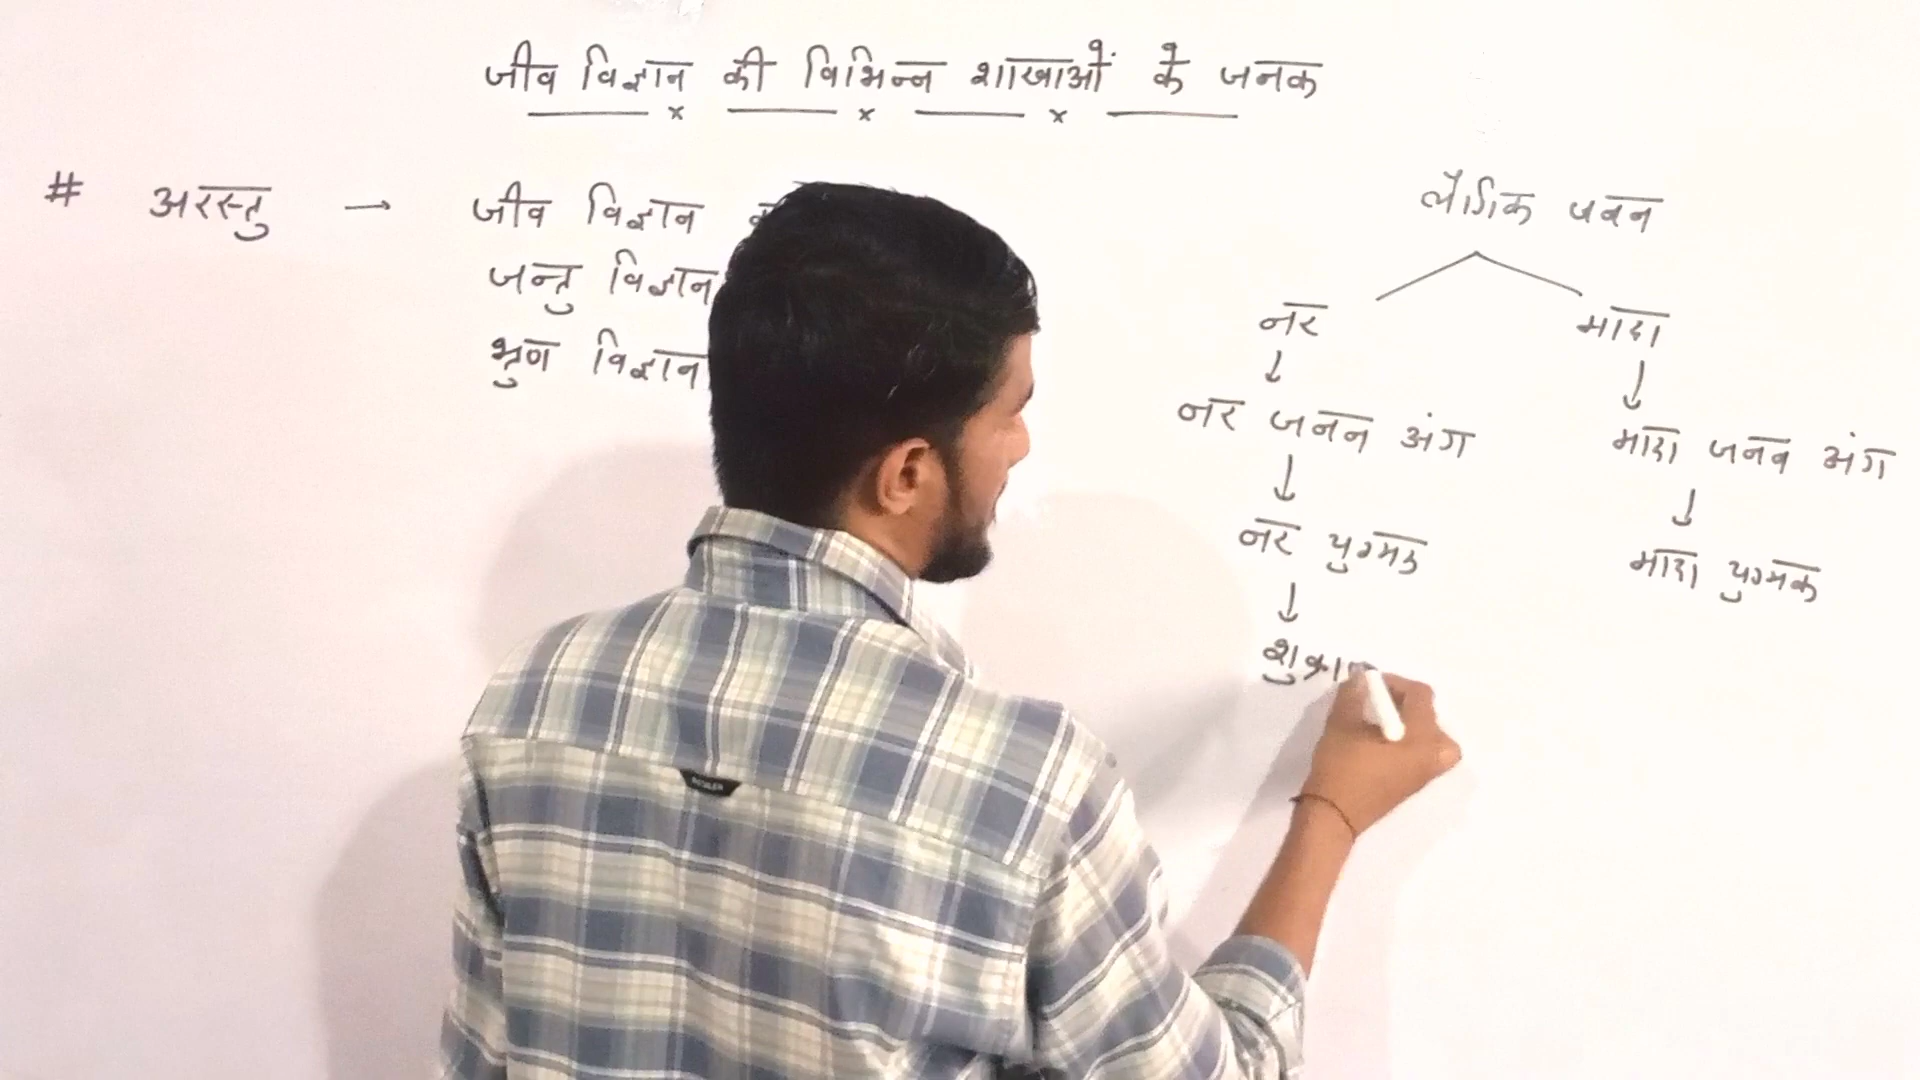 जीव विज्ञान की विभिन्न शाखाओं के जनक
# अरस्तु → जीव विज्ञान
जन्तु विज्ञान
भ्रुण विज्ञान
लैंगिक जनन
नर मादा
↓ ↓
नर जनन अंग मादा जनन अंग
↓ ↓
नर युग्मक मादा युग्मक
↓
शुक्रा